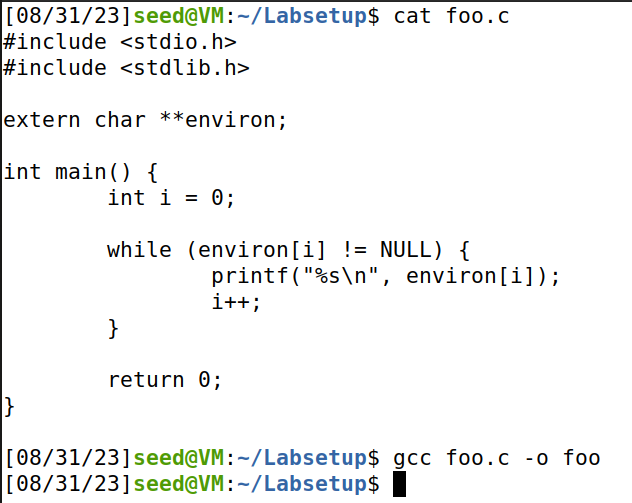 [08/31/23]seed@VM:~/Labsetup$ cat foo.c
#include <stdio.h>
#include <stdlib.h>

extern char **environ;

int main() {
        int i = 0;

        while (environ[i] != NULL) {
                printf("%s\n", environ[i]);
                i++;
        }

        return 0;
}

[08/31/23]seed@VM:~/Labsetup$ gcc foo.c -o foo
[08/31/23]seed@VM:~/Labsetup$